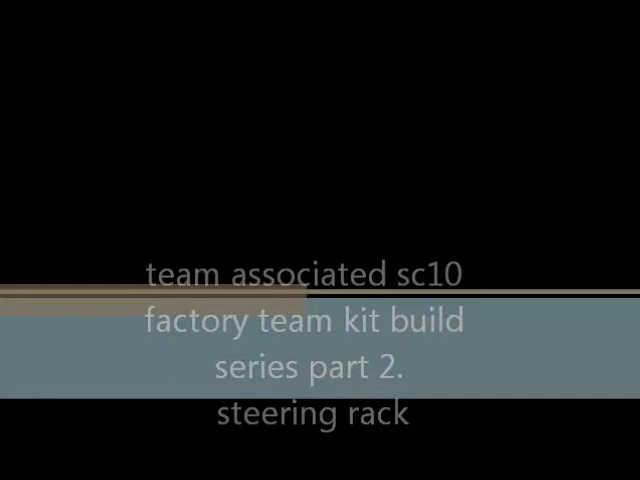 team associated sc10
factory team kit build
series part 2.
steering rack